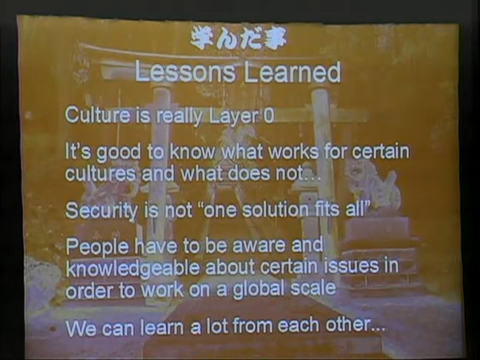 学んだ事
Lessons Learned
Culture is really Layer 0
It's good to know what works for certain
cultures and what does not...
Security is not "one solution fits all"
People have to be aware and
knowledgeable about certain issues in
order to work on a global scale
We can learn a lot from each other...